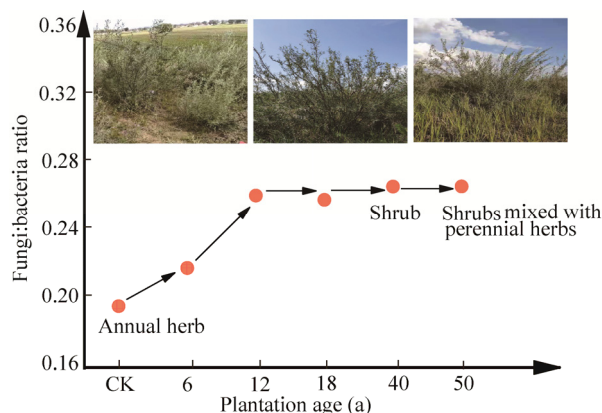 0.36
0.32
0.28
0.24
0.20
0.16
Fungi:bacteria ratio
Annual herb
Shrub
Shrubs mixed with
perennial herbs
CK 6 12 18 40 50
Plantation age (a)